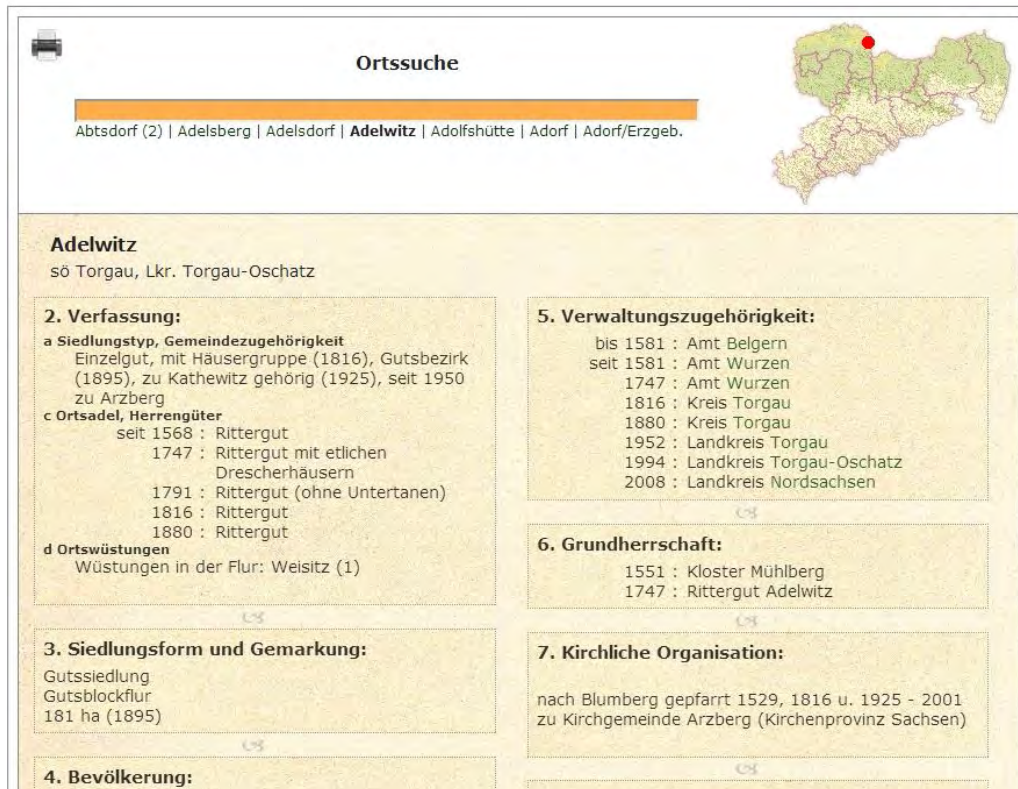 Ortssuche
Abtsdorf (2) | Adelsberg | Adelsdorf | Adelwitz | Adolfshütte | Adorf | Adorf/Erzgeb.
Adelwitz
sö Torgau, Lkr. Torgau-Oschatz
2. Verfassung:
a Siedlungstyp, Gemeindezugehörigkeit
Einzelgut, mit Häusergruppe (1816), Gutsbezirk
(1895), zu Kathewitz gehörig (1925), seit 1950
zu Arzberg
c Ortsadel, Herrengüter
seit 1568 : Rittergut
1747 : Rittergut mit etlichen
Drescherhäusern
1791 : Rittergut (ohne Untertanen)
1816 : Rittergut
1880 : Rittergut
d Ortswüstungen
Wüstungen in der Flur: Weisitz (1)
3. Siedlungsform und Gemarkung:
Gutssiedlung
Gutsblockflur
181 ha (1895)
4. Bevölkerung:
5. Verwaltungszugehörigkeit:
bis 1581 : Amt Belgern
seit 1581 : Amt Wurzen
1747 : Amt Wurzen
1816 : Kreis Torgau
1880 : Kreis Torgau
1952 : Landkreis Torgau
1994 : Landkreis Torgau-Oschatz
2008 : Landkreis Nordsachsen
6. Grundherrschaft:
1551 : Kloster Mühlberg
1747 : Rittergut Adelwitz
7. Kirchliche Organisation:
nach Blumberg gepfarrt 1529, 1816 u. 1925 - 2001
zu Kirchgemeinde Arzberg (Kirchenprovinz Sachsen)